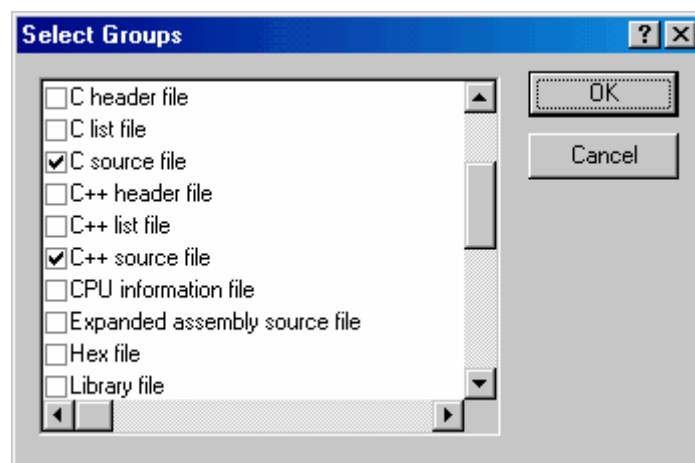 Select Groups
C header file
C list file
C source file
C++ header file
C++ list file
C++ source file
CPU information file
Expanded assembly source file
Hex file
Library file
OK
Cancel